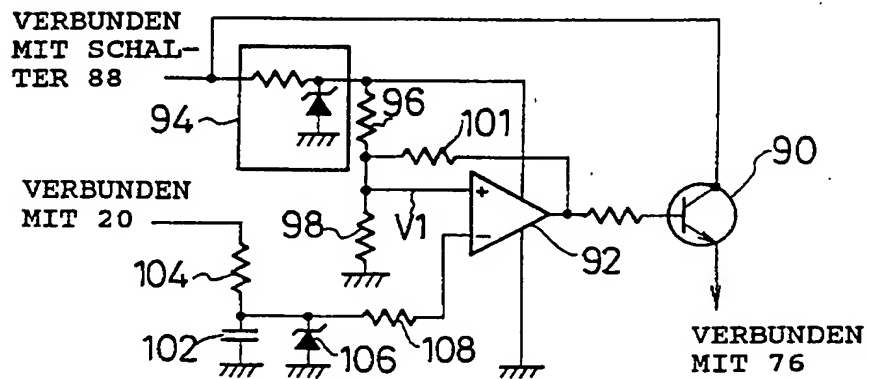 VERBUNDEN
MIT SCHAL-
TER 88
94
96
101
90
VERBUNDEN
MIT 20
98
V1
+
−
92
104
102
106
108
VERBUNDEN
MIT 76